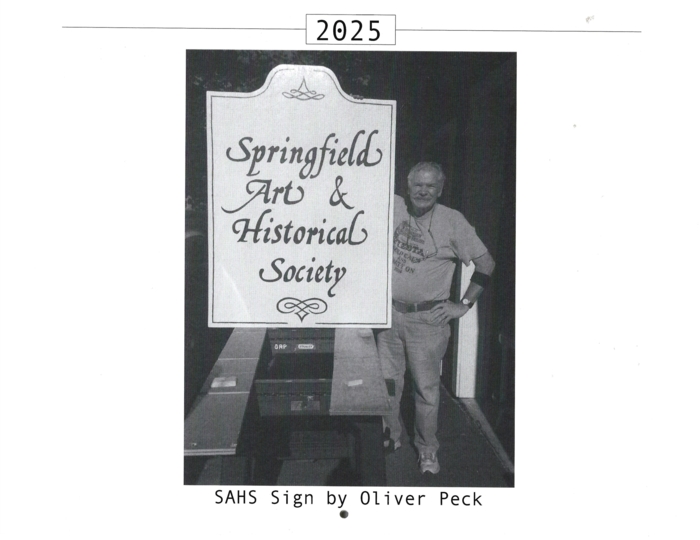 2025
Springfield
Art &
Historical
Society
SAHS Sign by Oliver Peck